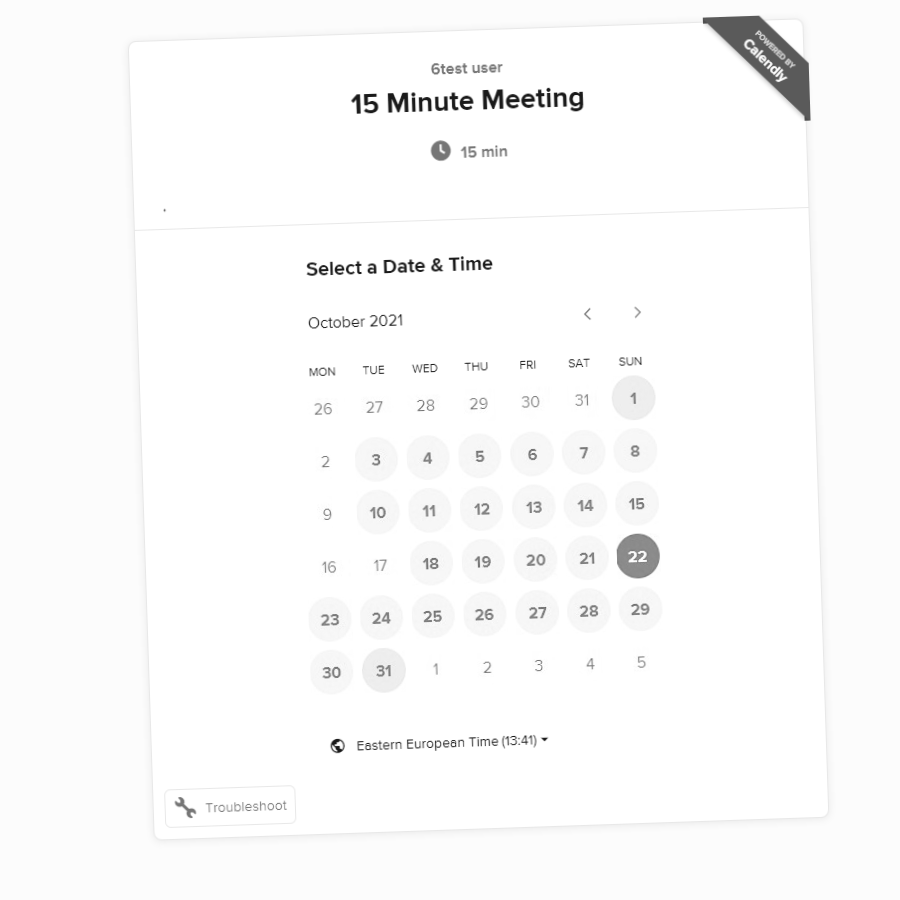 POWERED BY
Calendly
6test user
15 Minute Meeting
15 min
.
Select a Date & Time
October 2021
MON TUE WED THU FRI SAT SUN
26 27 28 29 30 31 1
2 3 4 5 6 7 8
9 10 11 12 13 14 15
16 17 18 19 20 21 22
23 24 25 26 27 28 29
30 31 1 2 3 4 5
Eastern European Time (13:41)
Troubleshoot